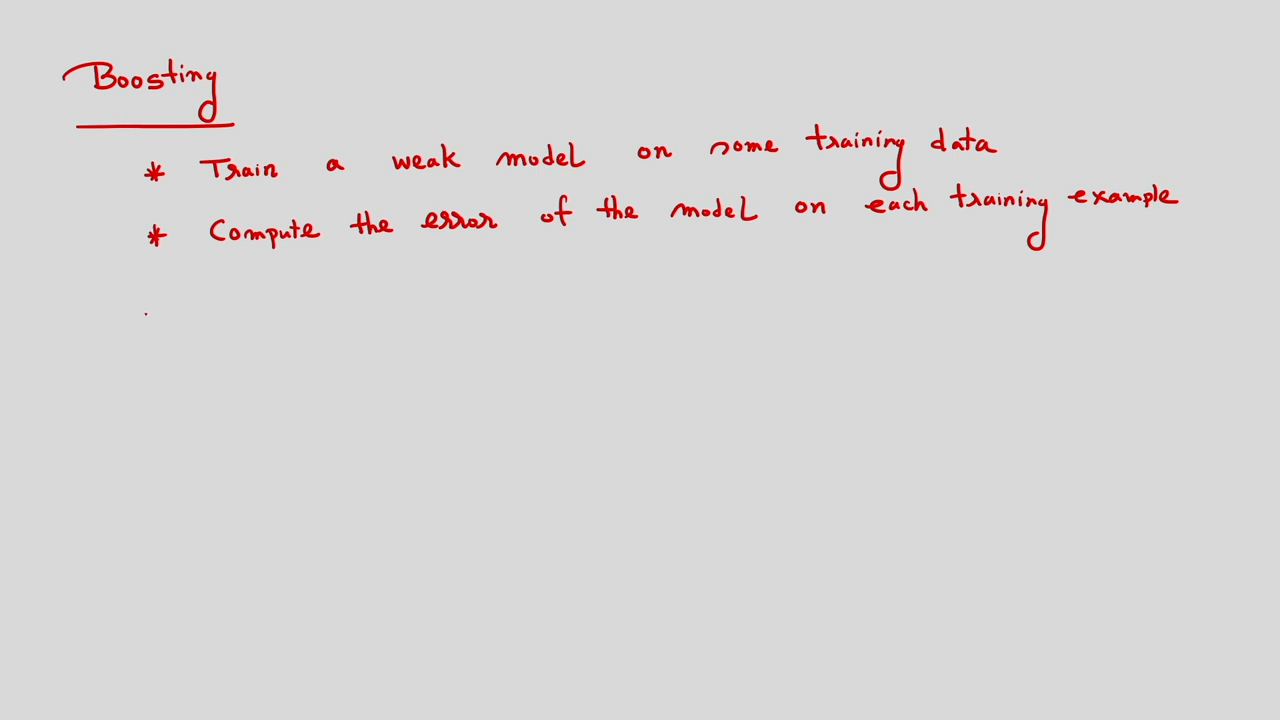 Boosting
* Train a weak model on some training data
* Compute the error of the model on each training example